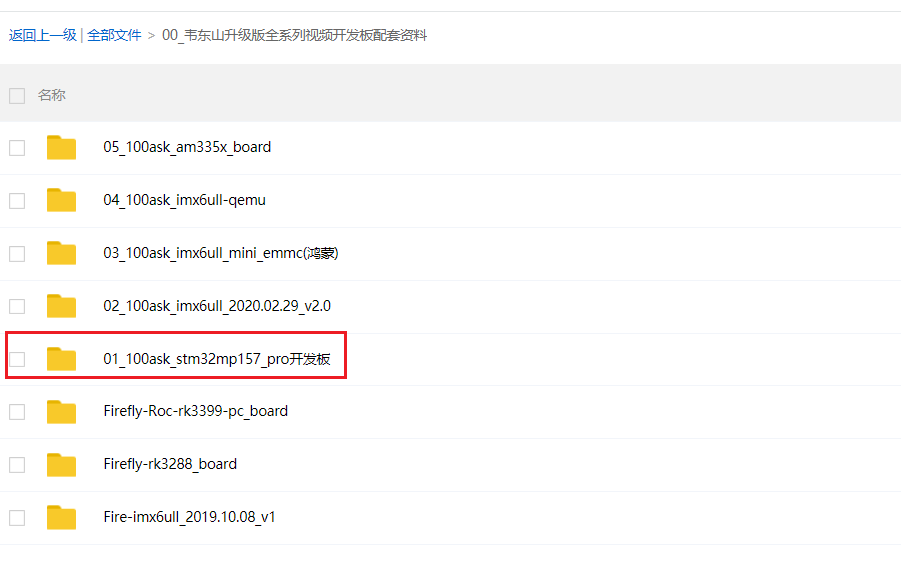 返回上一级 | 全部文件 > 00_韦东山升级版全系列视频开发板配套资料
名称
05_100ask_am335x_board
04_100ask_imx6ull-qemu
03_100ask_imx6ull_mini_emmc(鸿蒙)
02_100ask_imx6ull_2020.02.29_v2.0
01_100ask_stm32mp157_pro开发板
Firefly-Roc-rk3399-pc_board
Firefly-rk3288_board
Fire-imx6ull_2019.10.08_v1